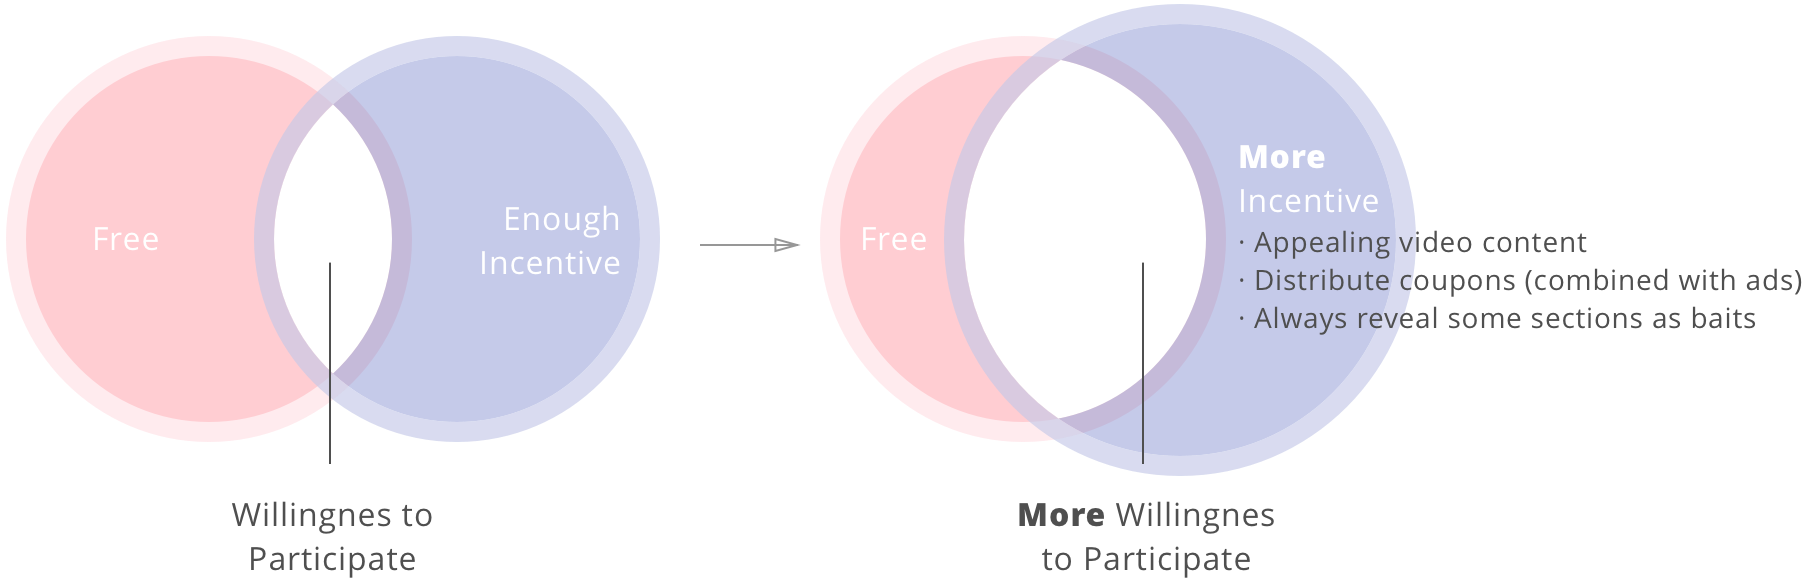 Free
Enough
Incentive
Willingnes to
Participate
Free
More
Incentive
· Appealing video content
· Distribute coupons (combined with ads)
· Always reveal some sections as baits
More Willingnes
to Participate